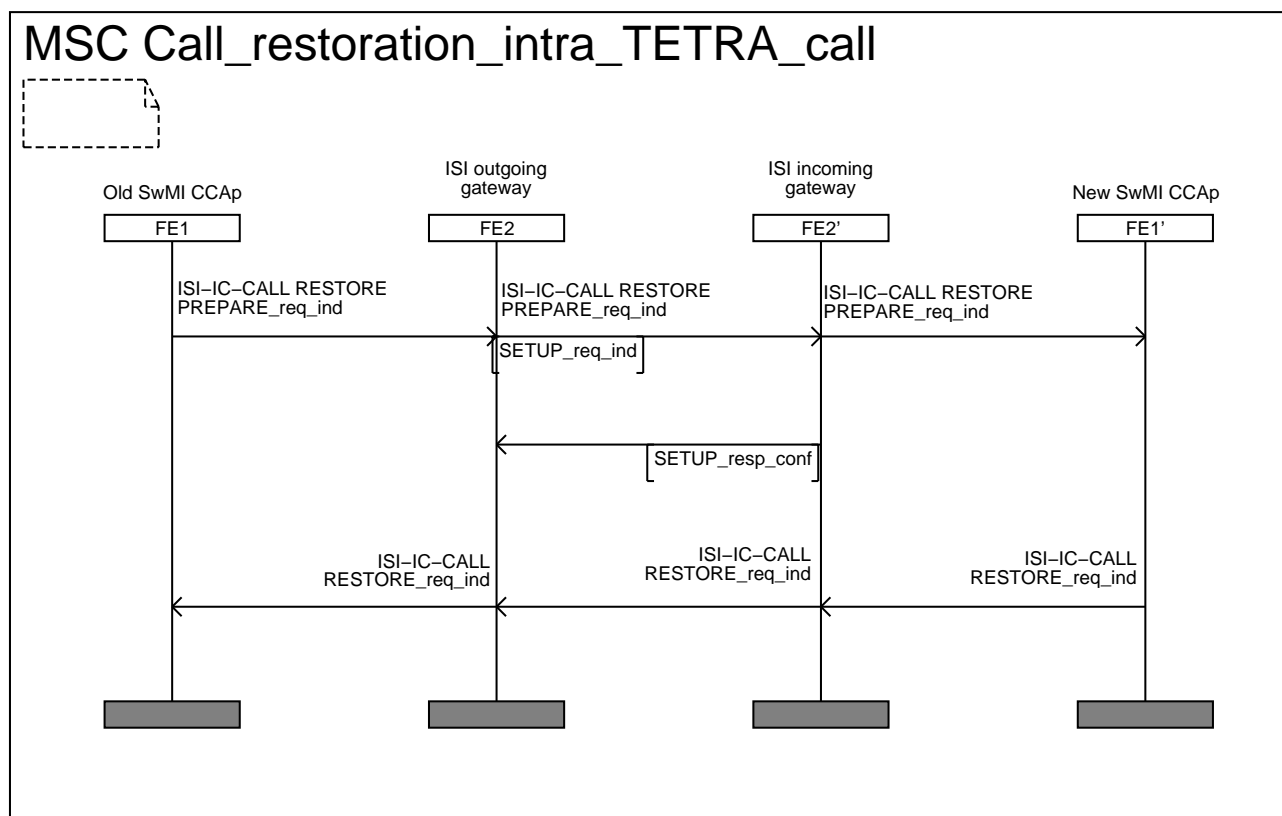 MSC Call_restoration_intra_TETRA_call
Old SwMI CCAp
ISI outgoing
gateway
ISI incoming
gateway
New SwMI CCAp
FE1
FE2
FE2’
FE1’
ISI–IC–CALL RESTORE
PREPARE_req_ind
ISI–IC–CALL RESTORE
PREPARE_req_ind
ISI–IC–CALL RESTORE
PREPARE_req_ind
SETUP_req_ind
SETUP_resp_conf
ISI–IC–CALL
RESTORE_req_ind
ISI–IC–CALL
RESTORE_req_ind
ISI–IC–CALL
RESTORE_req_ind